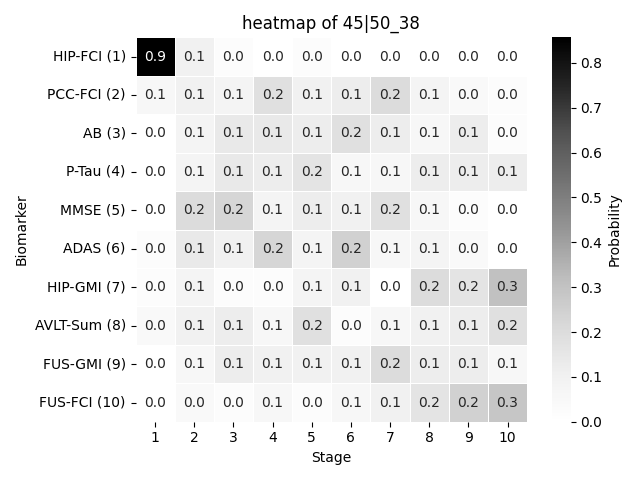 heatmap of 45|50_38
Biomarker
HIP-FCI (1) 0.9 0.1 0.0 0.0 0.0 0.0 0.0 0.0 0.0 0.0
PCC-FCI (2) 0.1 0.1 0.1 0.2 0.1 0.1 0.2 0.1 0.0 0.0
AB (3) 0.0 0.1 0.1 0.1 0.1 0.2 0.1 0.1 0.1 0.0
P-Tau (4) 0.0 0.1 0.1 0.1 0.2 0.1 0.1 0.1 0.1 0.1
MMSE (5) 0.0 0.2 0.2 0.1 0.1 0.1 0.2 0.1 0.0 0.0
ADAS (6) 0.0 0.1 0.1 0.2 0.1 0.2 0.1 0.1 0.0 0.0
HIP-GMI (7) 0.0 0.1 0.0 0.0 0.1 0.1 0.0 0.2 0.2 0.3
AVLT-Sum (8) 0.0 0.1 0.1 0.1 0.2 0.0 0.1 0.1 0.1 0.2
FUS-GMI (9) 0.0 0.1 0.1 0.1 0.1 0.1 0.2 0.1 0.1 0.1
FUS-FCI (10) 0.0 0.0 0.0 0.1 0.0 0.1 0.1 0.2 0.2 0.3
1 2 3 4 5 6 7 8 9 10
Stage
0.8
0.7
0.6
0.5
0.4
0.3
0.2
0.1
0.0
Probability